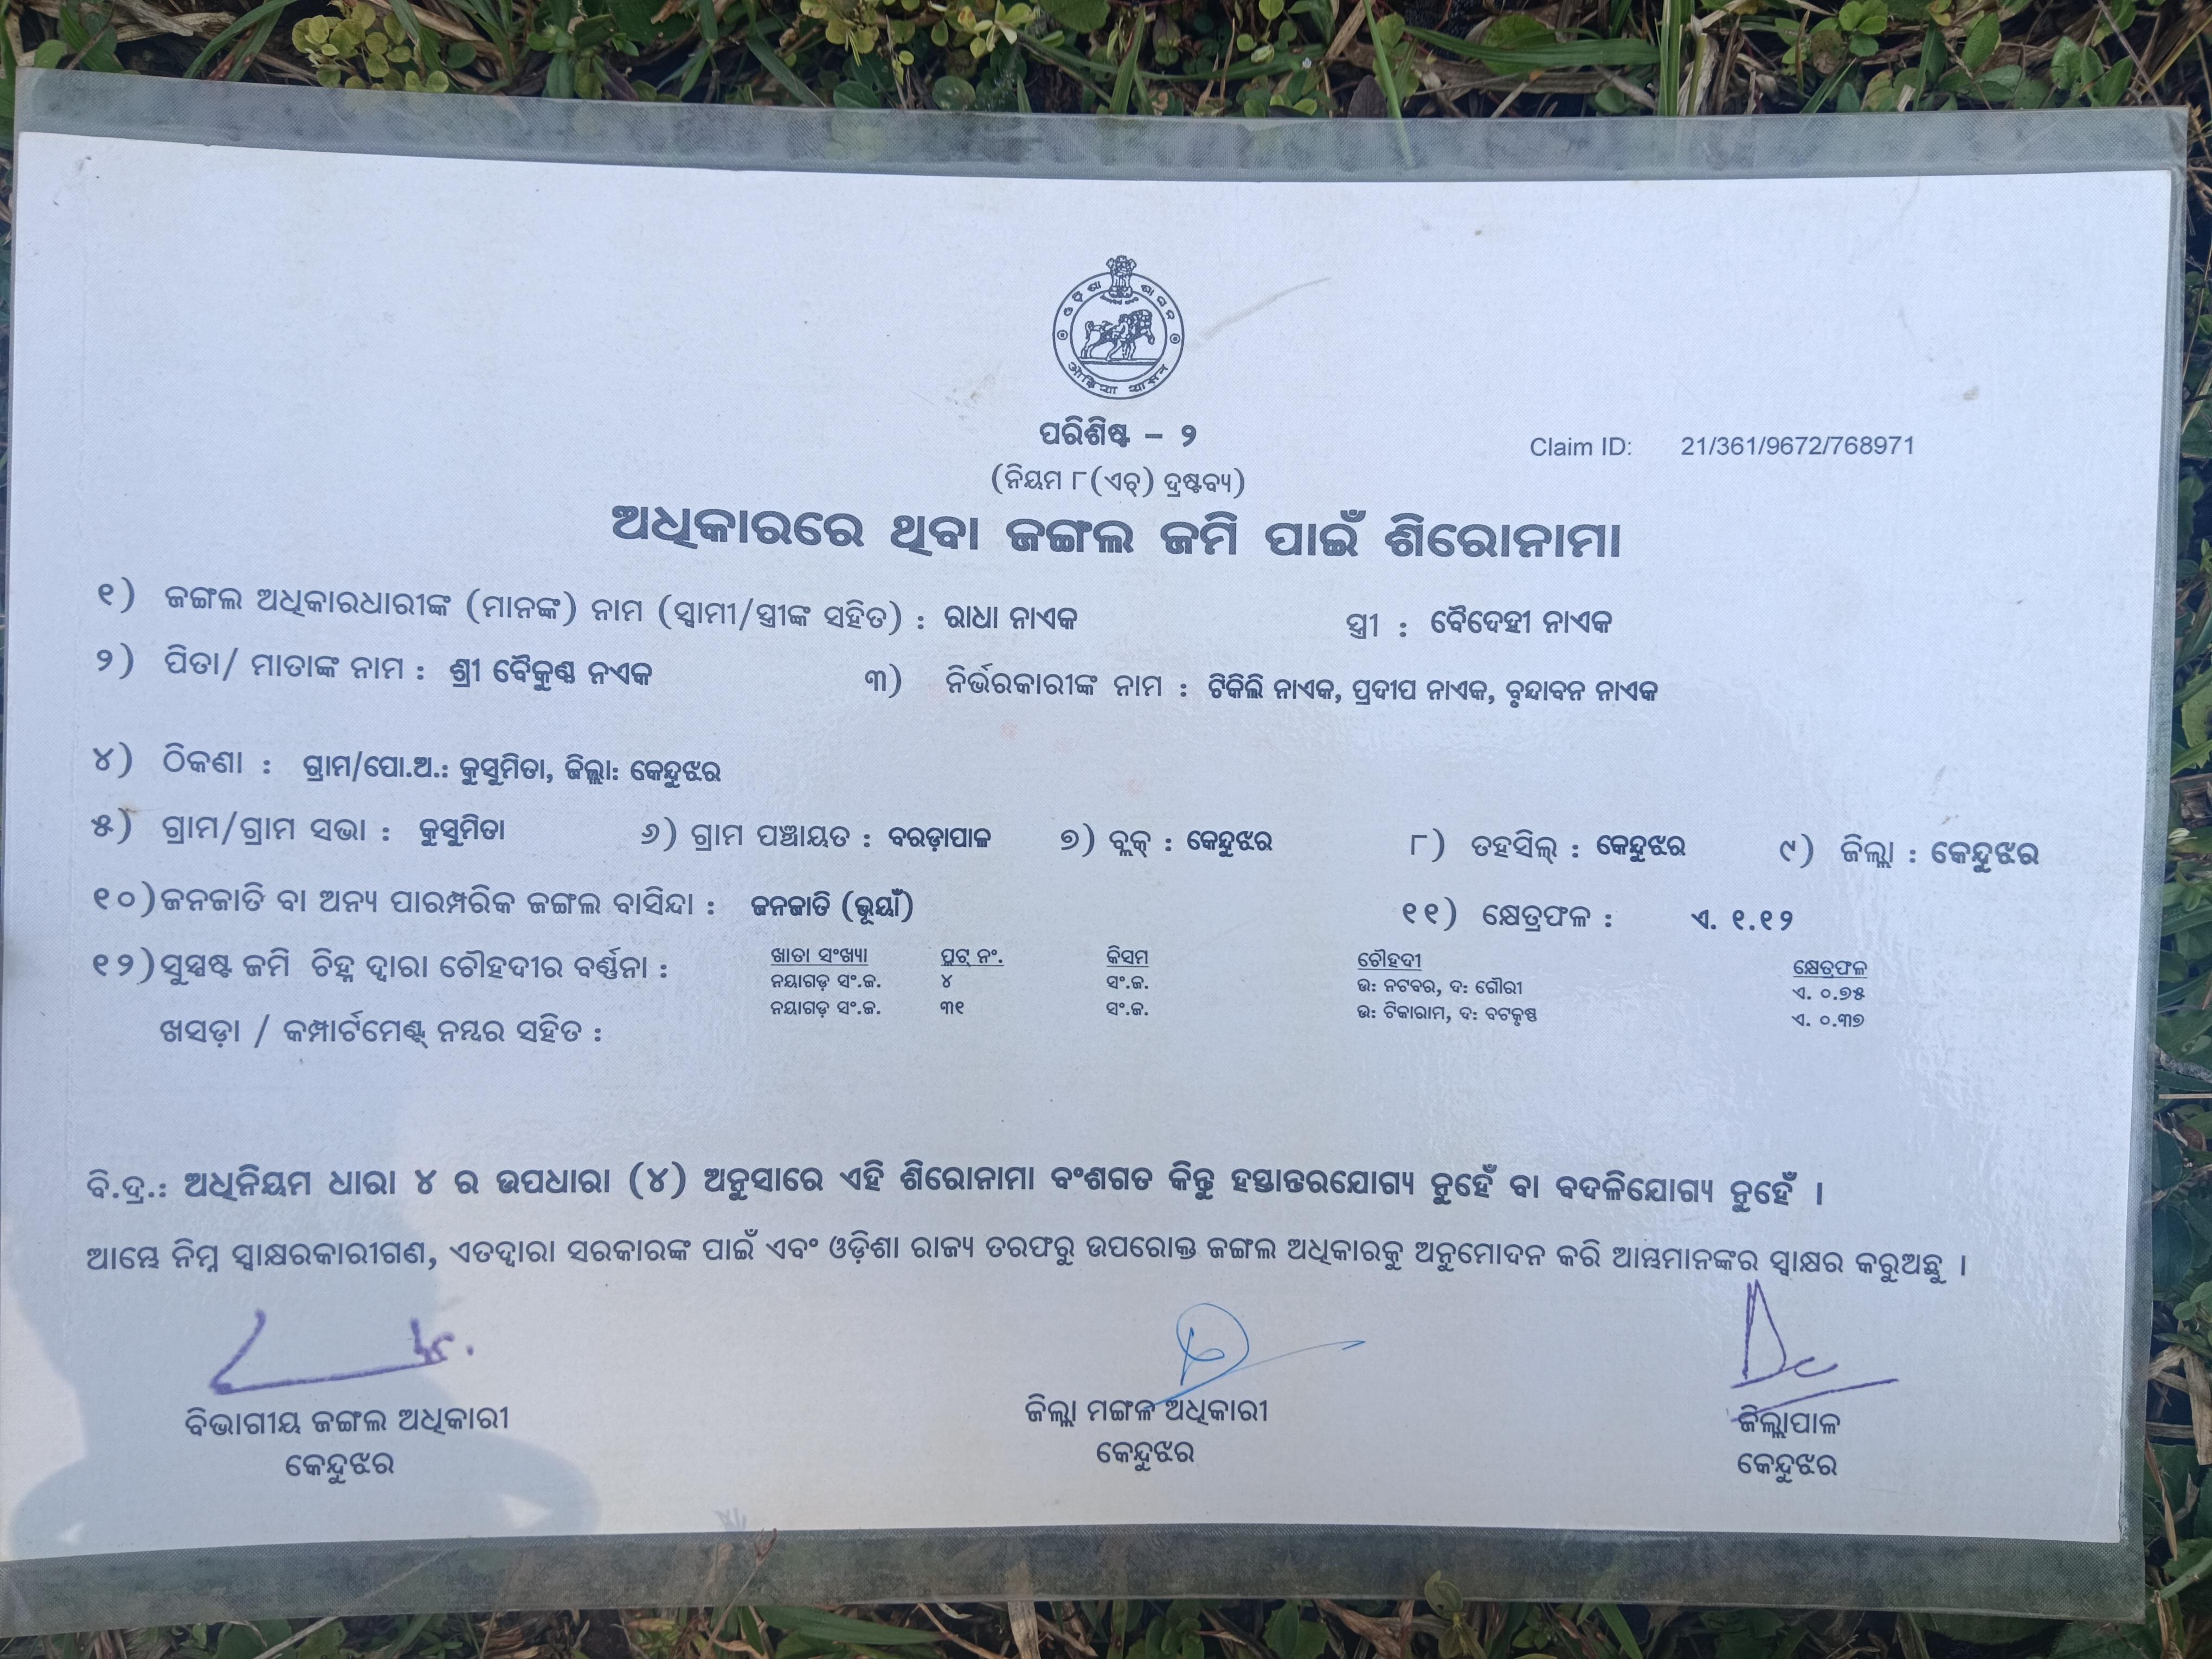 ଓଡ଼ିଶା ଶାସନ
ओड़िशा शासन
ପରିଶିଷ୍ଟ – ୨
Claim ID: 21/361/9672/768971
(ନିୟମ ୮(ଏଚ୍) ଦ୍ରଷ୍ଟବ୍ୟ)
ଅଧିକାରରେ ଥିବା ଜଙ୍ଗଲ ଜମି ପାଇଁ ଶିରୋନାମା
୧) ଜଙ୍ଗଲ ଅଧିକାରଧାରୀଙ୍କ (ମାନଙ୍କ) ନାମ (ସ୍ୱାମୀ/ସ୍ତ୍ରୀଙ୍କ ସହିତ) : ରାଧା ନାଏକ ସ୍ତ୍ରୀ : ବୈଦେହୀ ନାଏକ
୨) ପିତା/ ମାତାଙ୍କ ନାମ : ଶ୍ରୀ ବୈକୁଣ୍ଠ ନଏକ ୩) ନିର୍ଭରକାରୀଙ୍କ ନାମ : ଟିକିଲି ନାଏକ, ପ୍ରଦୀପ ନାଏକ, ବୃନ୍ଦାବନ ନାଏକ
୪) ଠିକଣା : ଗ୍ରାମ/ପୋ.ଅ.: କୁସୁମିତା, ଜିଲ୍ଲା: କେନ୍ଦୁଝର
୫) ଗ୍ରାମ/ଗ୍ରାମ ସଭା : କୁସୁମିତା ୬) ଗ୍ରାମ ପଞ୍ଚାୟତ : ବରଡ଼ାପାଳ ୭) ବ୍ଲକ୍ : କେନ୍ଦୁଝର ୮) ତହସିଲ୍ : କେନ୍ଦୁଝର ୯) ଜିଲ୍ଲା : କେନ୍ଦୁଝର
୧୦) ଜନଜାତି ବା ଅନ୍ୟ ପାରମ୍ପରିକ ଜଙ୍ଗଲ ବାସିନ୍ଦା : ଜନଜାତି (ଭୂୟାଁ) ୧୧) କ୍ଷେତ୍ରଫଳ : ଏ. ୧.୧୨
୧୨) ସୁସ୍ପଷ୍ଟ ଜମି ଚିହ୍ନ ଦ୍ୱାରା ଚୌହଦୀର ବର୍ଣ୍ଣନା : ଖାତା ସଂଖ୍ୟା ପ୍ଲଟ୍ ନଂ. କିସମ ଚୌହଦୀ କ୍ଷେତ୍ରଫଳ
ନୟାଗଡ଼ ସଂ.ଜ. ୪ ସଂ.ଜ. ଉ: ନଟବର, ଦ: ଗୌରୀ ଏ. ୦.୭୫
ନୟାଗଡ଼ ସଂ.ଜ. ୩୧ ସଂ.ଜ. ଉ: ଟିକାରାମ, ଦ: ବଟକୃଷ୍ଣ ଏ. ୦.୩୭
ଖସଡ଼ା / କମ୍ପାର୍ଟମେଣ୍ଟ୍ ନମ୍ବର ସହିତ :
ବି.ଦ୍ର.: ଅଧିନିୟମ ଧାରା ୪ ର ଉପଧାରା (୪) ଅନୁସାରେ ଏହି ଶିରୋନାମା ବଂଶଗତ କିନ୍ତୁ ହସ୍ତାନ୍ତରଯୋଗ୍ୟ ନୁହେଁ ବା ବଦଳିଯୋଗ୍ୟ ନୁହେଁ ।
ଆମ୍ଭେ ନିମ୍ନ ସ୍ୱାକ୍ଷରକାରୀଗଣ, ଏତଦ୍ୱାରା ସରକାରଙ୍କ ପାଇଁ ଏବଂ ଓଡ଼ିଶା ରାଜ୍ୟ ତରଫରୁ ଉପରୋକ୍ତ ଜଙ୍ଗଲ ଅଧିକାରକୁ ଅନୁମୋଦନ କରି ଆମ୍ଭମାନଙ୍କର ସ୍ୱାକ୍ଷର କରୁଅଛୁ ।
ବିଭାଗୀୟ ଜଙ୍ଗଲ ଅଧିକାରୀ ଜିଲ୍ଲା ମଙ୍ଗଳ ଅଧିକାରୀ ଜିଲ୍ଲାପାଳ
କେନ୍ଦୁଝର କେନ୍ଦୁଝର କେନ୍ଦୁଝର